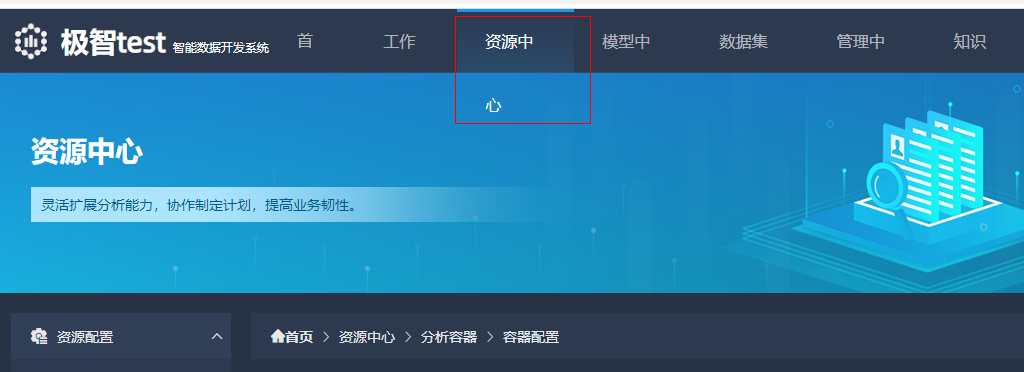 极智test 智能数据开发系统 首 工作 资源中 模型中 数据集 管理中 知识
心
资源中心
灵活扩展分析能力，协作制定计划，提高业务韧性。
资源配置 首页 > 资源中心 > 分析容器 > 容器配置